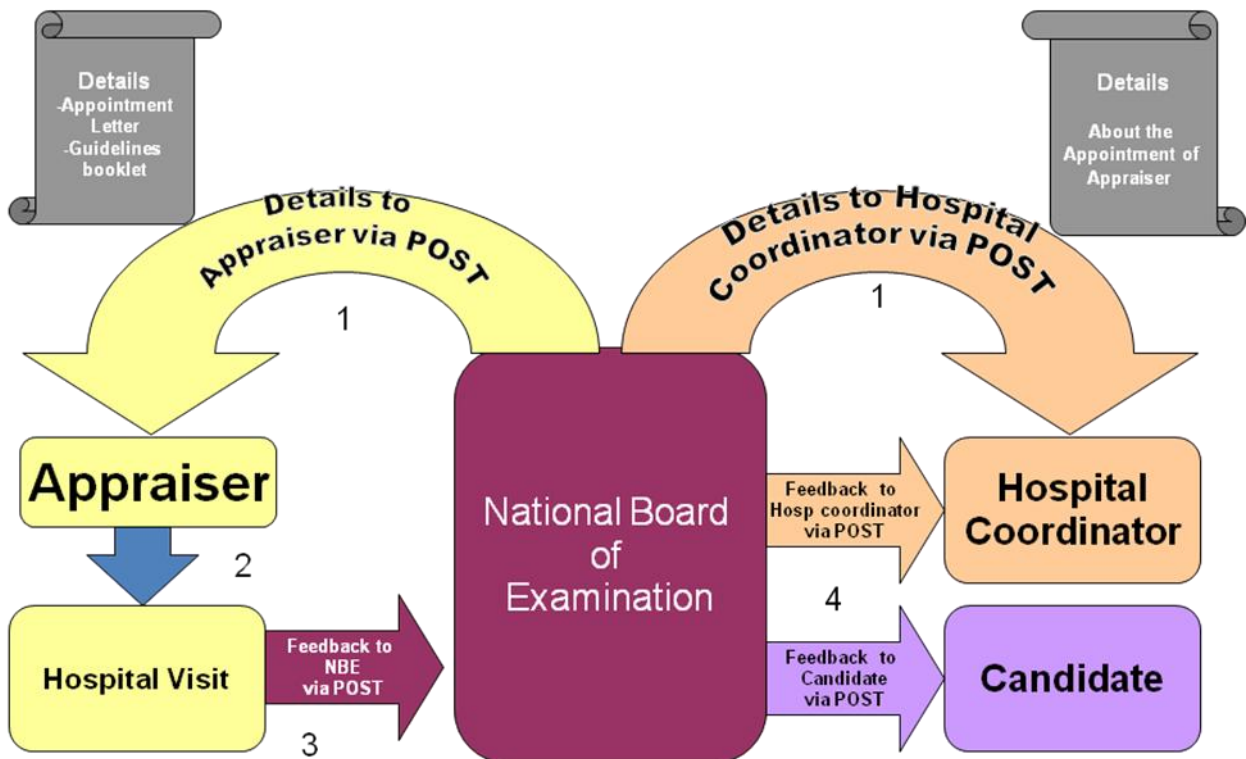 Details
-Appointment
Letter
-Guidelines
booklet
Details
About the
Appointment of
Appraiser
Details to
Appraiser via POST
1
Details to Hospital
Coordinator via POST
1
Appraiser
2
Hospital Visit
Feedback to
NBE
via POST
3
National Board
of
Examination
Feedback to
Hosp coordinator
via POST
Hospital
Coordinator
4
Feedback to
Candidate
via POST
Candidate